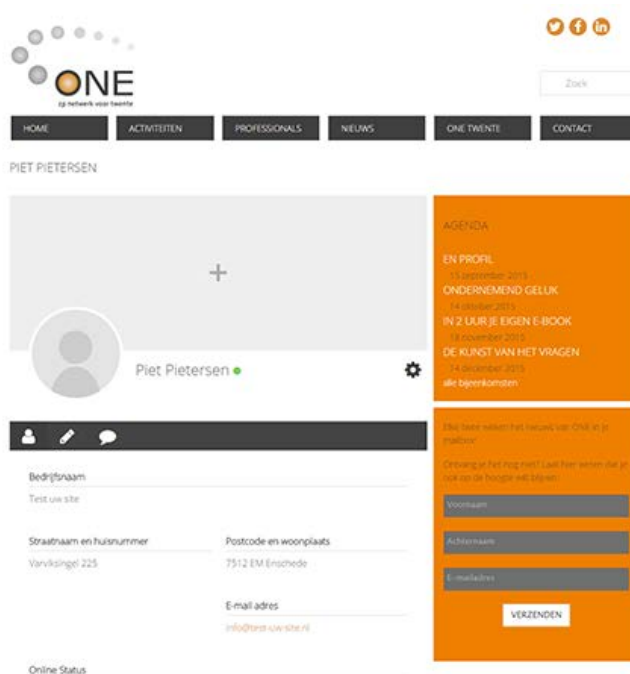 ONE
zp netwerk voor twente
Zoek
HOME
ACTIVITEITEN
PROFESSIONALS
NIEUWS
ONE TWENTE
CONTACT
PIET PIETERSEN
Piet Pietersen
Bedrijfsnaam
Test uw site
Straatnaam en huisnummer
Postcode en woonplaats
Varviksingel 225
7512 EM Enschede
E-mail adres
info@test-uw-site.nl
Online Status
AGENDA
EN PROFIL
15 september 2015
ONDERNEMEND GELUK
14 oktober 2015
IN 2 UUR JE EIGEN E-BOOK
18 november 2015
DE KUNST VAN HET VRAGEN
14 december 2015
alle bijeenkomsten
Elke twee weken het nieuws van ONE in je
mailbox
Ontvang je het nog niet? Laat hier weten dat je
ook op de hoogte wilt blijven
Voornaam
Achternaam
E-mailadres
VERZENDEN